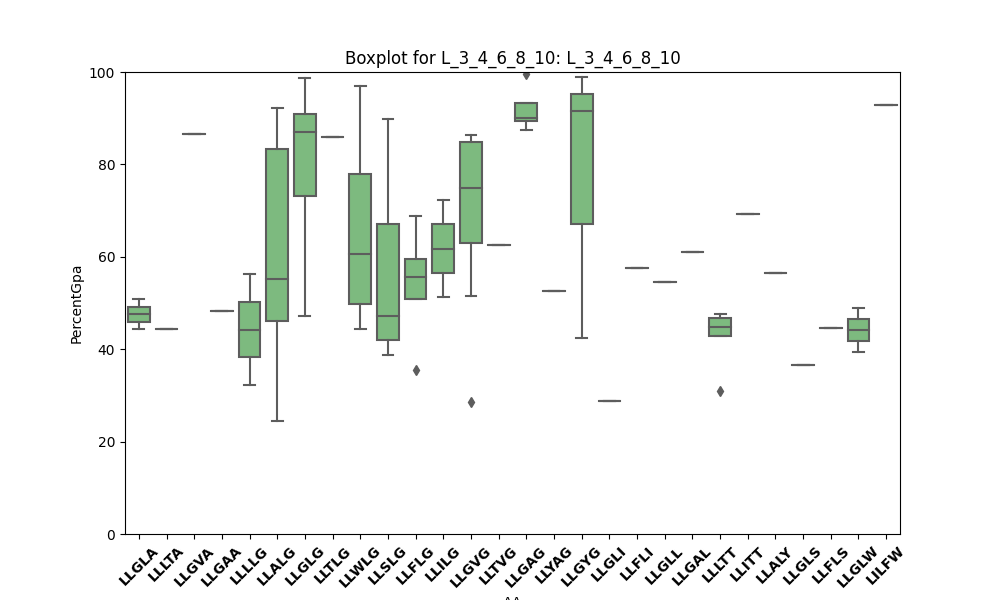 Boxplot for L_3_4_6_8_10: L_3_4_6_8_10
100
80
60
40
20
0
PercentGpa
LLGLA
LLLTA
LLGVA
LLGAA
LLLLG
LLALG
LLGLG
LLTLG
LLWLG
LLSLG
LLFLG
LLILG
LLGVG
LLTVG
LLGAG
LLYAG
LLGYG
LLGLI
LLFLI
LLGLL
LLGAL
LLLTT
LLITT
LLALY
LLGLS
LLFLS
LLGLW
LILFW